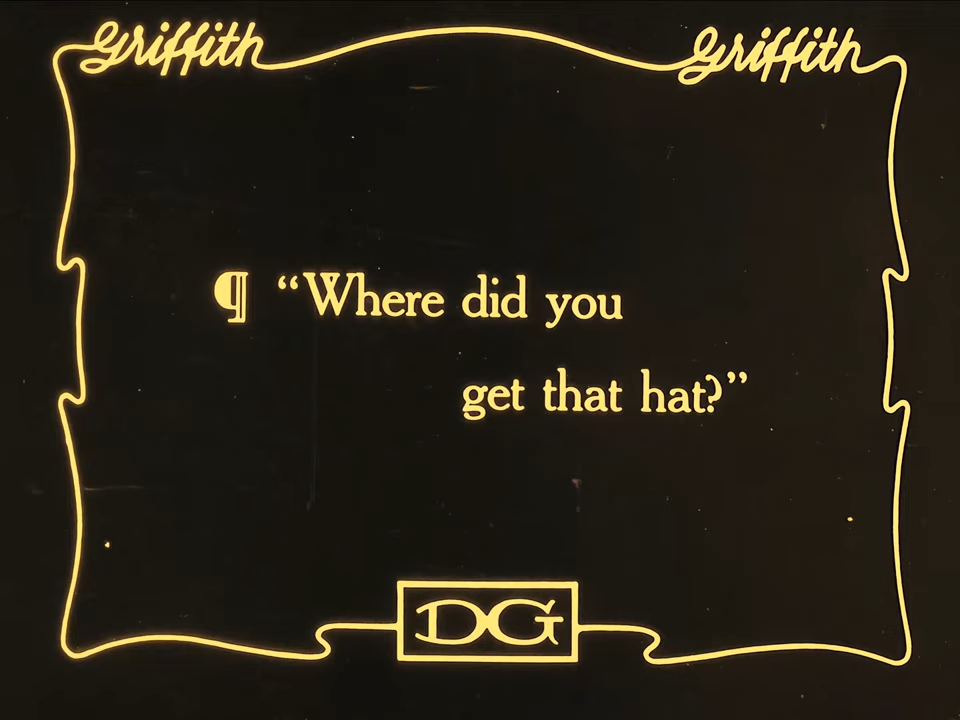 Griffith Griffith
¶ “Where did you
get that hat?”
DG